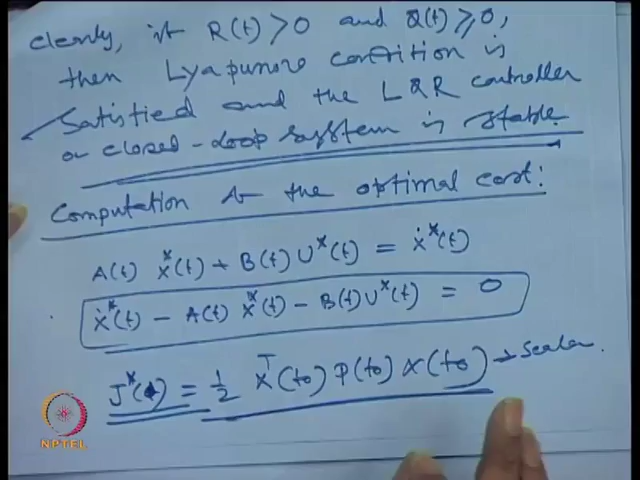 clearly, if R(t) > 0 and Q(t) ≥ 0,
then Lyapunov condition is
Satisfied and the LQR controller
or closed-loop system is stable.
Computation of the optimal cost:
A(t) x*(t) + B(t) U*(t) = ẋ*(t)
ẋ*(t) - A(t) x*(t) - B(t) U*(t) = 0
J*( ) = 1/2 x^T(t0) P(t0) x(t0) → Scalar.
NPTEL